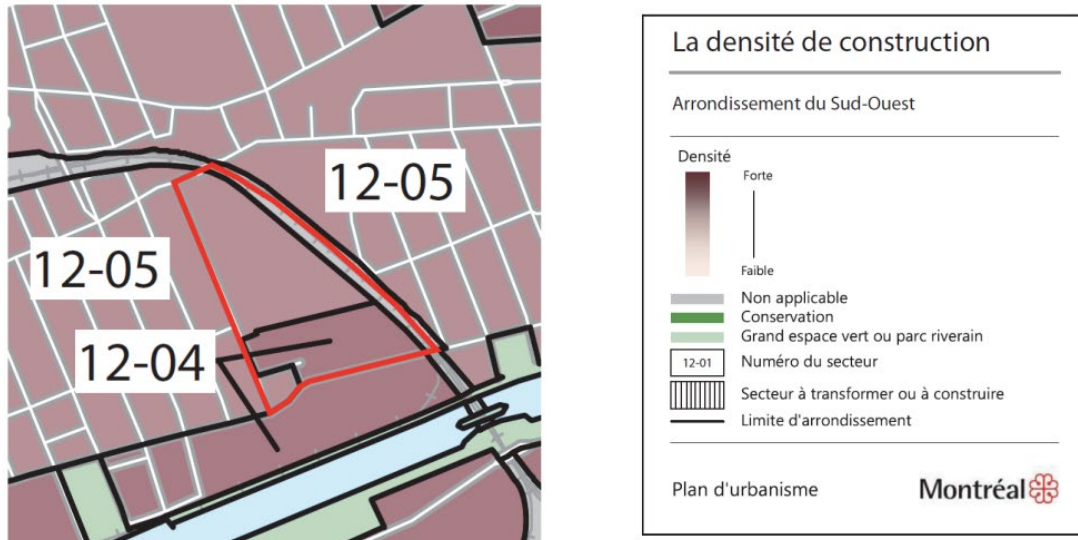 12-05
12-05
12-04
La densité de construction
Arrondissement du Sud-Ouest
Densité
Forte
Faible
Non applicable
Conservation
Grand espace vert ou parc riverain
12-01 Numéro du secteur
Secteur à transformer ou à construire
Limite d'arrondissement
Plan d'urbanisme Montréal